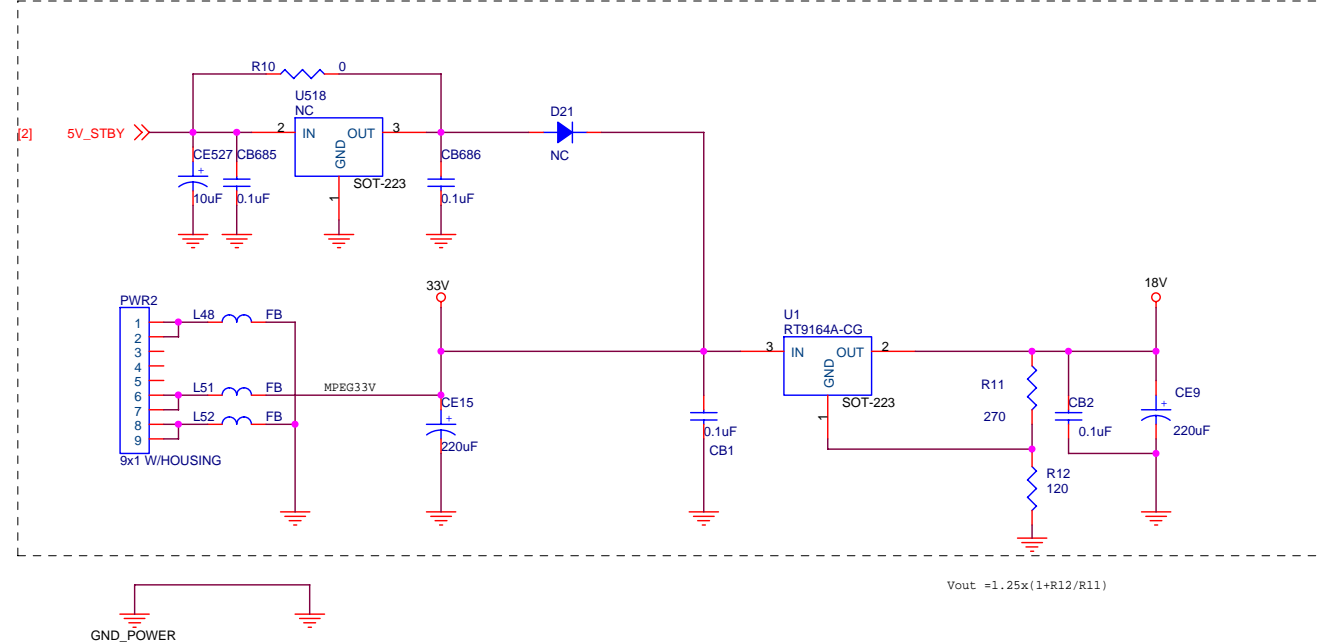 R10 0
U518
NC
D21
[2] 5V_STBY
2 IN OUT 3
GND
1
NC
CE527 CB685
CB686
SOT-223
+
10uF 0.1uF
0.1uF
33V
18V
PWR2
L48 FB
U1
RT9164A-CG
1
2
3
4
5
6
7
8
9
3 IN OUT 2
GND
1
L51 FB
MPEG33V
SOT-223
R11
270
CE15
+
220uF
L52 FB
0.1uF
CB1
CB2
0.1uF
CE9
+
220uF
9x1 W/HOUSING
R12
120
Vout =1.25x(1+R12/R11)
GND_POWER